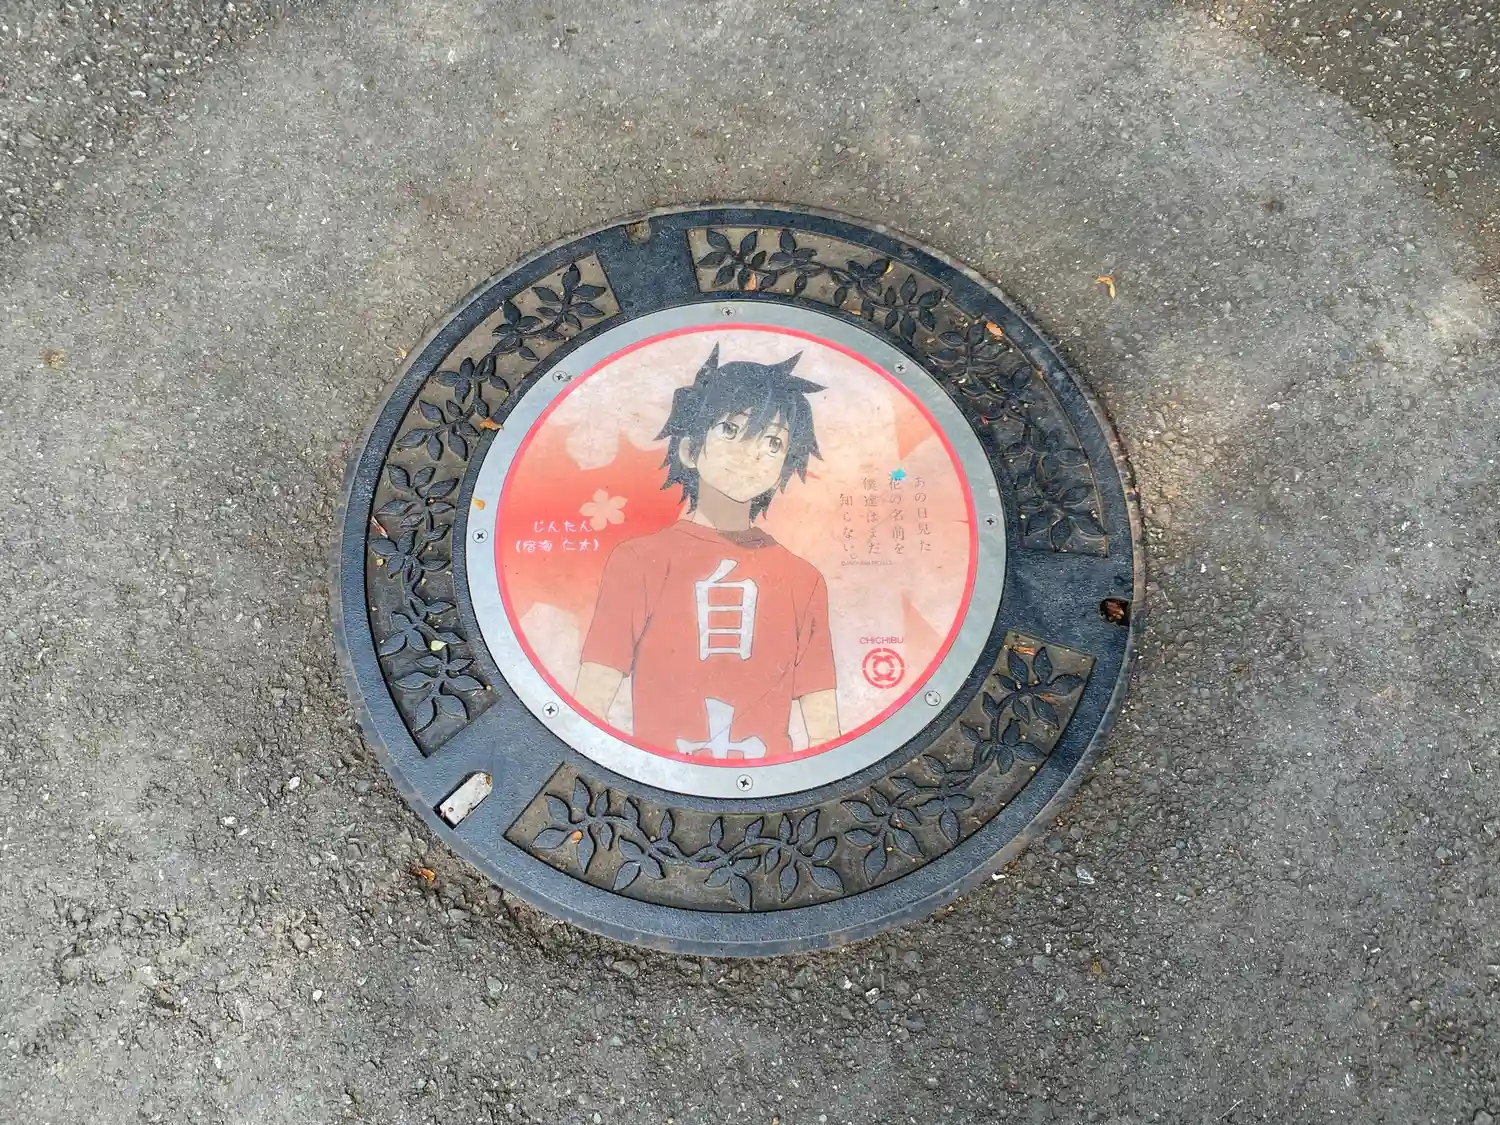 じんたん
(宿海 仁太)
あの日見た
花の名前を
僕達はまだ
知らない。
自
CHICHIBU